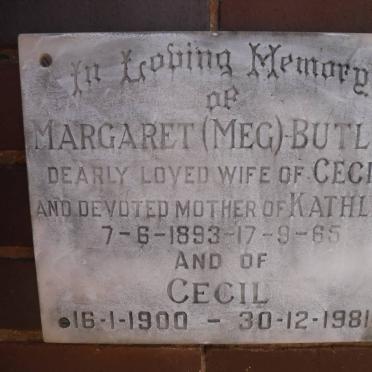 In Loving Memory
of
MARGARET (MEG) BUTL
DEARLY LOVED WIFE OF CECI
AND DEVOTED MOTHER OF KATHL
7-6-1893-17-9-65
AND OF
CECIL
16-1-1900 - 30-12-1981